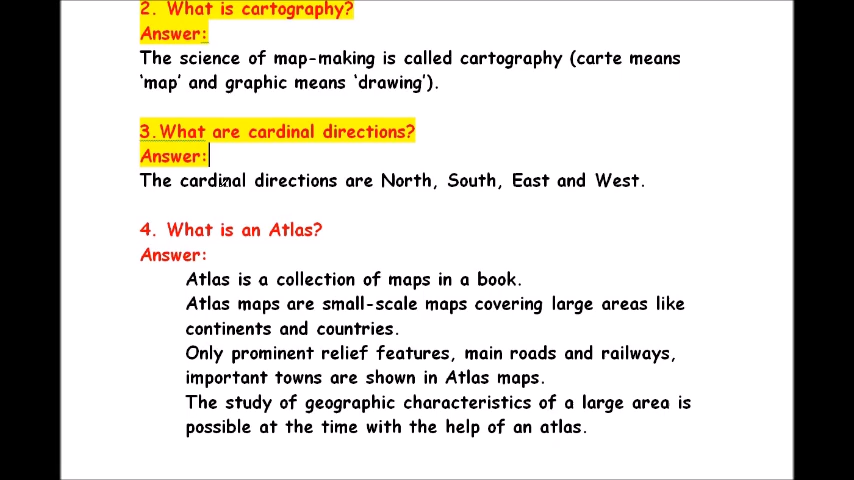 2. What is cartography?
Answer:
The science of map-making is called cartography (carte means
‘map’ and graphic means ‘drawing’).
3.What are cardinal directions?
Answer:
The cardinal directions are North, South, East and West.
4. What is an Atlas?
Answer:
Atlas is a collection of maps in a book.
Atlas maps are small-scale maps covering large areas like
continents and countries.
Only prominent relief features, main roads and railways,
important towns are shown in Atlas maps.
The study of geographic characteristics of a large area is
possible at the time with the help of an atlas.